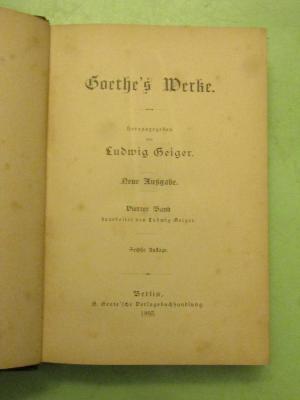 Goethe's Werke.
Herausgegeben
von
Ludwig Geiger.
Neue Ausgabe.
Vierter Band
bearbeitet von Ludwig Geiger.
Sechste Auflage.
Berlin,
G. Grote'sche Verlagsbuchhandlung.